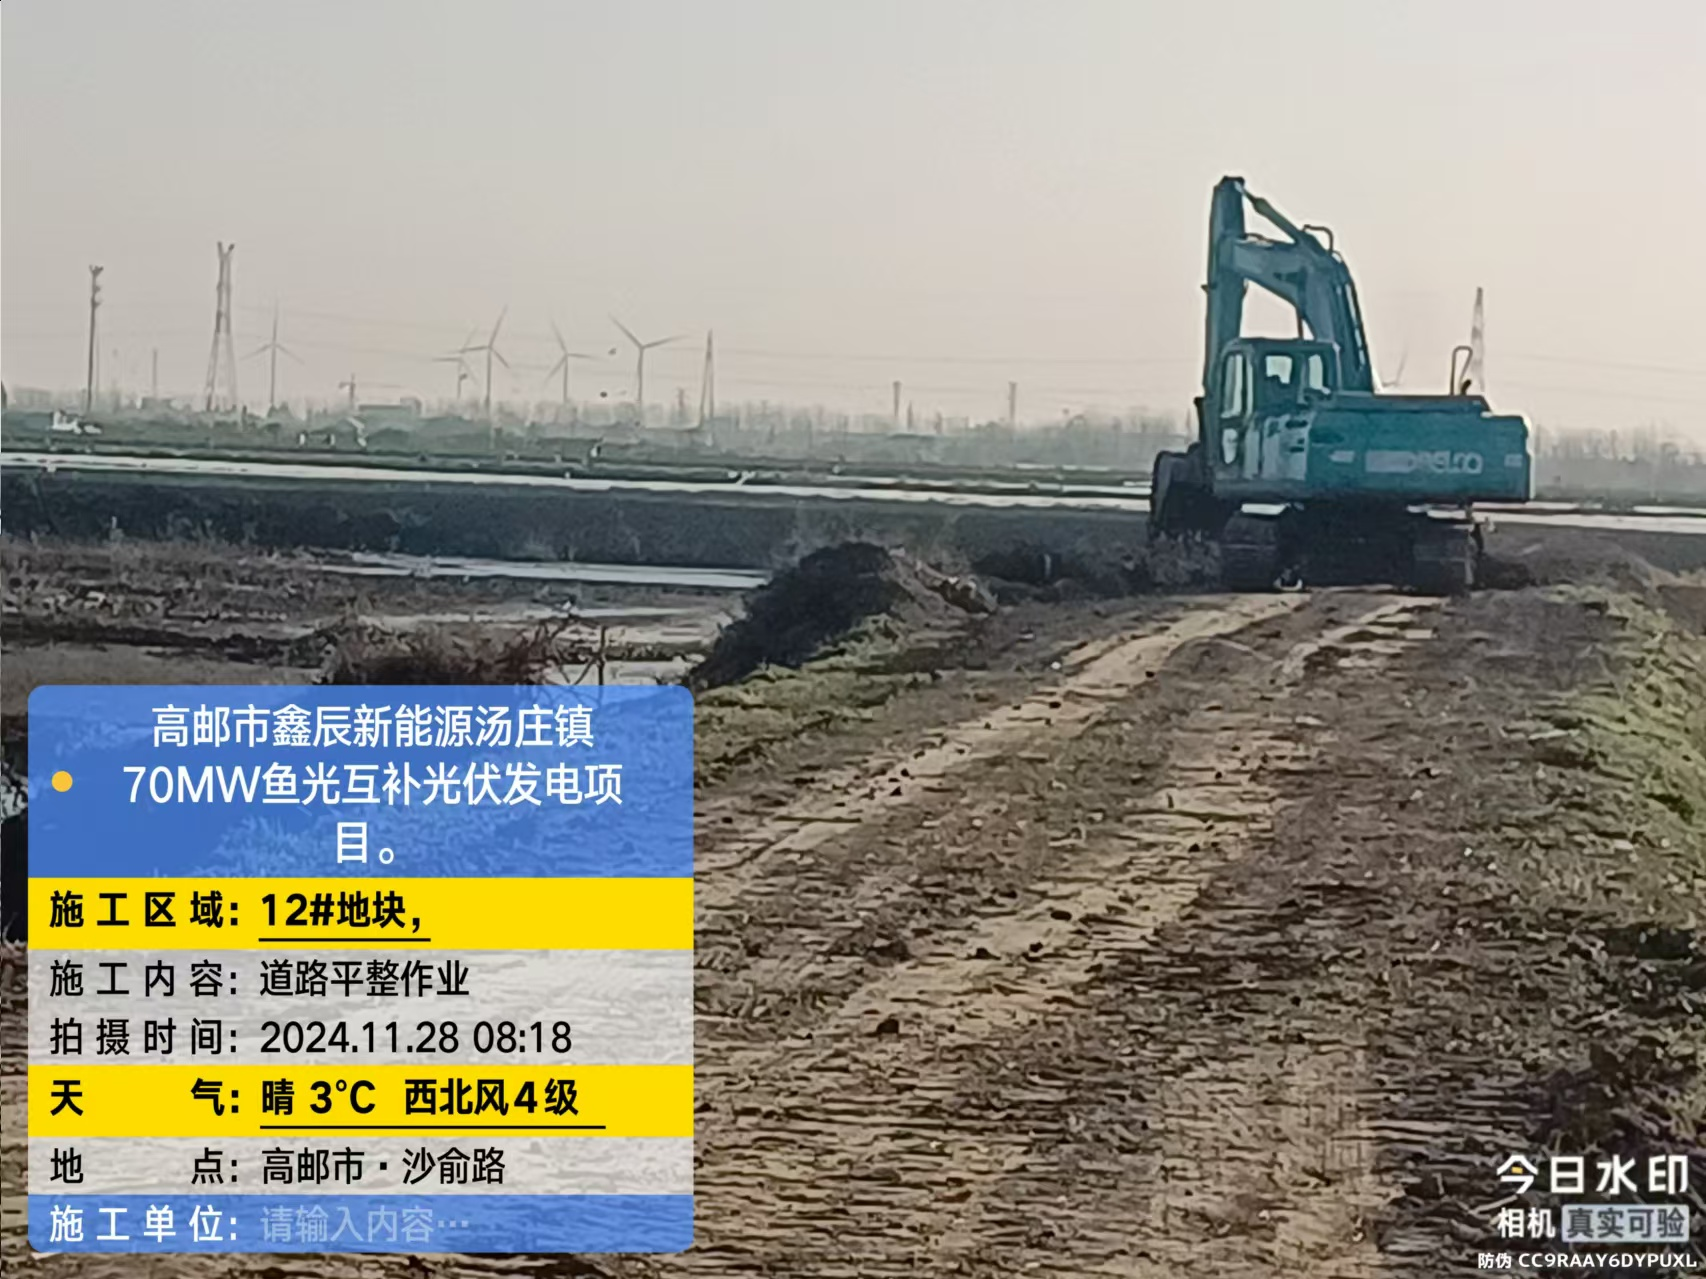 高邮市鑫辰新能源汤庄镇
70MW鱼光互补光伏发电项
目。
施工区域：12#地块，
施工内容：道路平整作业
拍摄时间：2024.11.28 08:18
天气：晴 3℃ 西北风4级
地点：高邮市·沙俞路
施工单位：请输入内容…
今日水印
相机 真实可验
防伪 CC9RAAY6DYPUXL